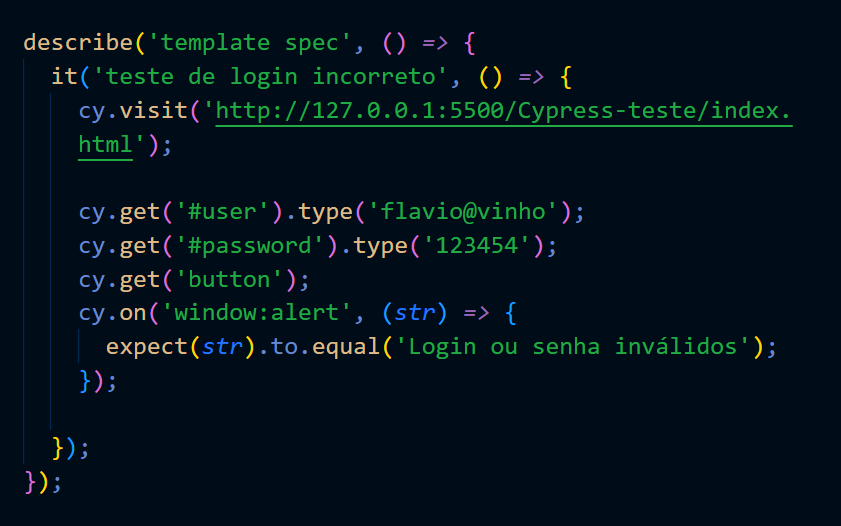 describe('template spec', () => {
it('teste de login incorreto', () => {
cy.visit('http://127.0.0.1:5500/Cypress-teste/index.
html');
cy.get('#user').type('flavio@vinho');
cy.get('#password').type('123454');
cy.get('button');
cy.on('window:alert', (str) => {
expect(str).to.equal('Login ou senha inválidos');
});
});
});